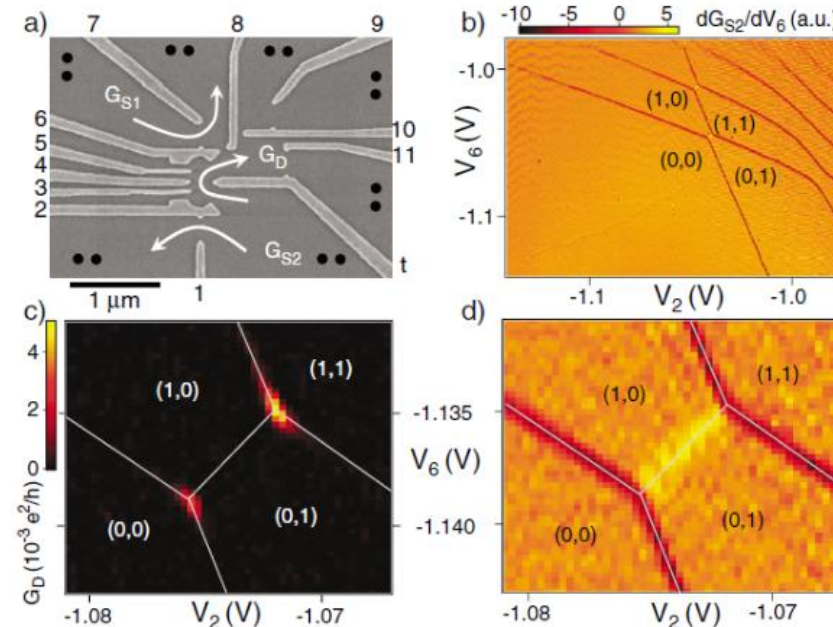 a)
7 8 9
G_S1
6
5
4
3
2
10
11
G_D
G_S2
t
1 μm
1
b)
-10 -5 0 5 dG_S2/dV_6 (a.u.)
-1.0
(1,0)
(1,1)
V_6 (V)
(0,0)
(0,1)
-1.1
-1.1 V_2 (V) -1.0
c)
4
2
0
G_D (10⁻³ e²/h)
(1,0)
(1,1)
(0,0)
(0,1)
-1.135
V_6
(V)
-1.140
-1.08 V_2 (V) -1.07
d)
(1,0)
(1,1)
(0,0)
(0,1)
-1.08 V_2 (V) -1.07